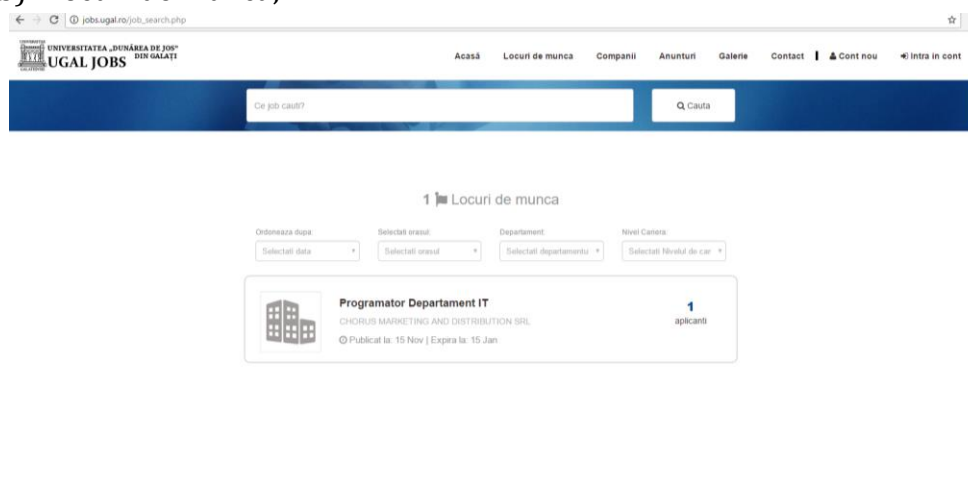 jobs.ugal.ro/job_search.php
UNIVERSITATEA „DUNĂREA DE JOS"
DIN GALAȚI
UGAL JOBS
Acasă Locuri de munca Companii Anunturi Galerie Contact Cont nou Intra in cont
Ce job cauti? Cauta
1 Locuri de munca
Ordoneaza dupa: Selectati orasul: Departament: Nivel Cariera:
Selectati data Selectati orasul Selectati departamentu Selectati Nivelul de car
Programator Departament IT
CHORUS MARKETING AND DISTRIBUTION SRL
Publicat la: 15 Nov | Expira la: 15 Jan
1
aplicanti